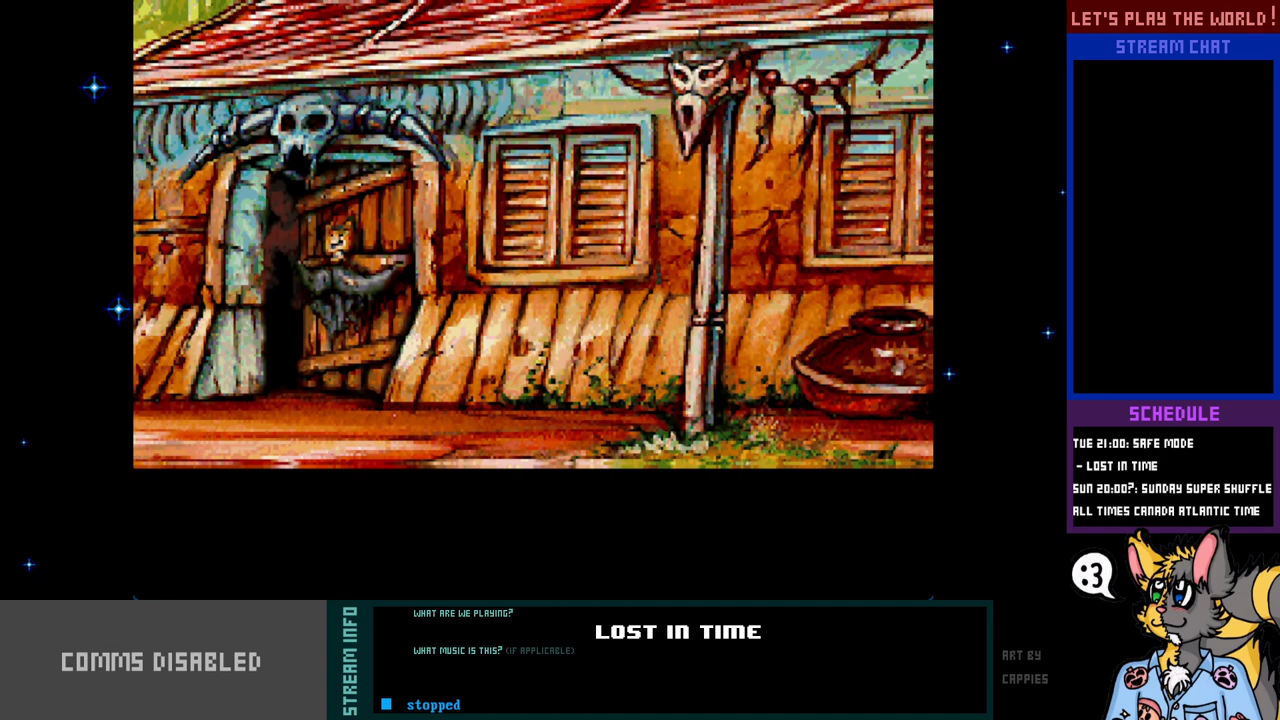 LET'S PLAY THE WORLD!
STREAM CHAT
SCHEDULE
TUE 21:00: SAFE MODE
- LOST IN TIME
SUN 20:00?: SUNDAY SUPER SHUFFLE
ALL TIMES CANADA ATLANTIC TIME
:3
COMMS DISABLED
STREAM INFO
WHAT ARE WE PLAYING?
LOST IN TIME
WHAT MUSIC IS THIS? (IF APPLICABLE)
stopped
ART BY
CAPPIES